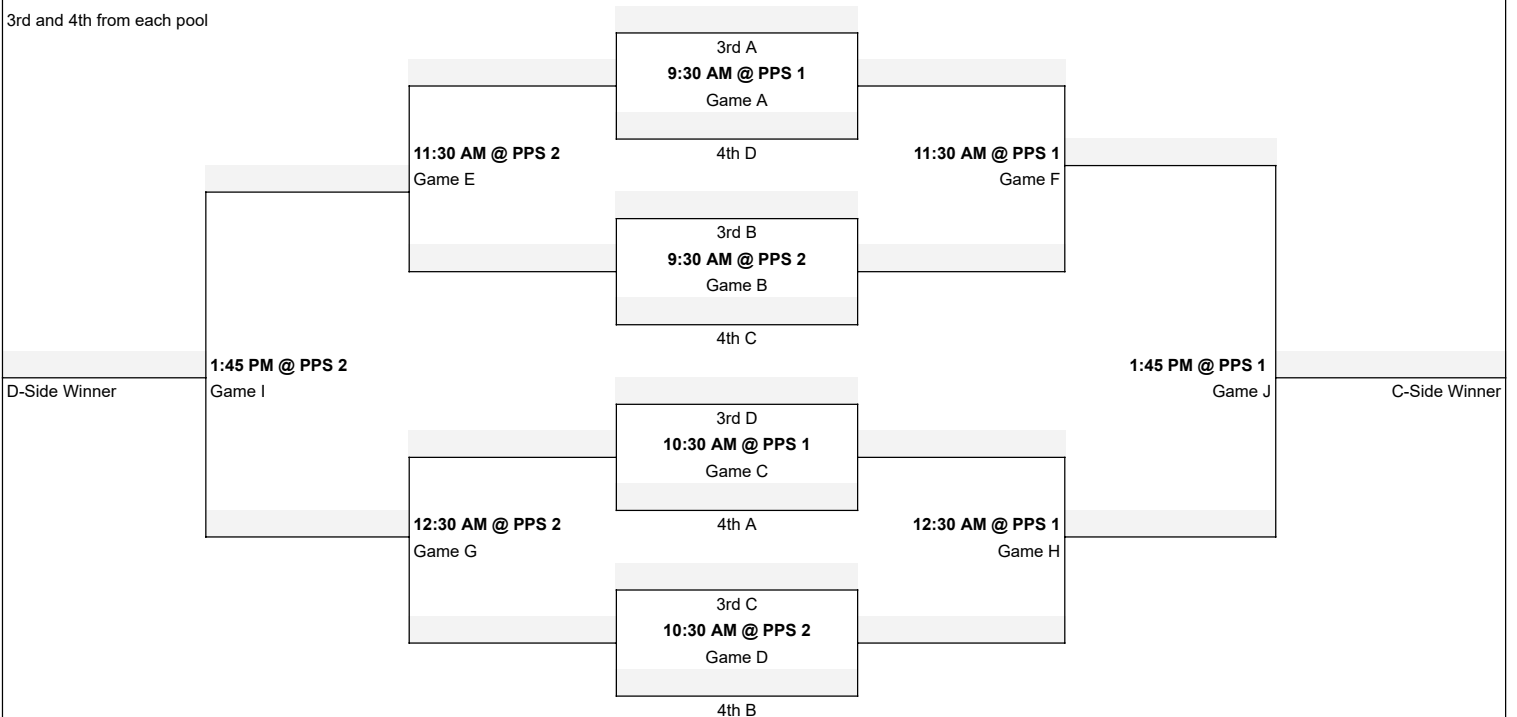 3rd and 4th from each pool
3rd A
9:30 AM @ PPS 1
Game A
4th D
11:30 AM @ PPS 2
Game E
11:30 AM @ PPS 1
Game F
3rd B
9:30 AM @ PPS 2
Game B
4th C
1:45 PM @ PPS 2
Game I
D-Side Winner
1:45 PM @ PPS 1
Game J
C-Side Winner
3rd D
10:30 AM @ PPS 1
Game C
4th A
12:30 AM @ PPS 2
Game G
12:30 AM @ PPS 1
Game H
3rd C
10:30 AM @ PPS 2
Game D
4th B